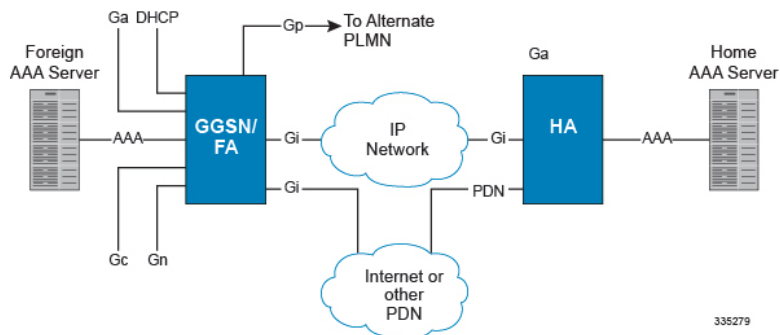 Ga DHCP
Gp
To Alternate
PLMN
Foreign
AAA Server
Ga
Home
AAA Server
AAA
GGSN/
FA
Gi
IP
Network
Gi
HA
AAA
Gi
PDN
Gc
Gn
Internet or
other
PDN
335279